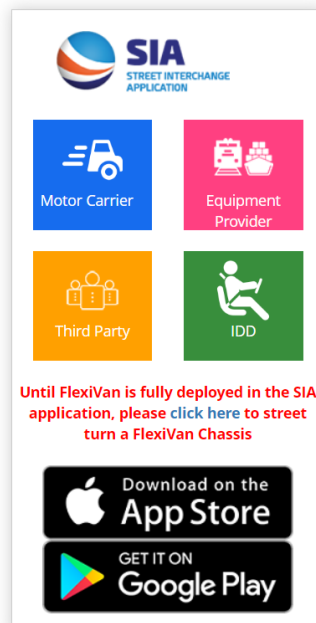 SIA
STREET INTERCHANGE
APPLICATION
Motor Carrier
Equipment
Provider
Third Party
IDD
Until FlexiVan is fully deployed in the SIA
application, please click here to street
turn a FlexiVan Chassis
Download on the
App Store
GET IT ON
Google Play